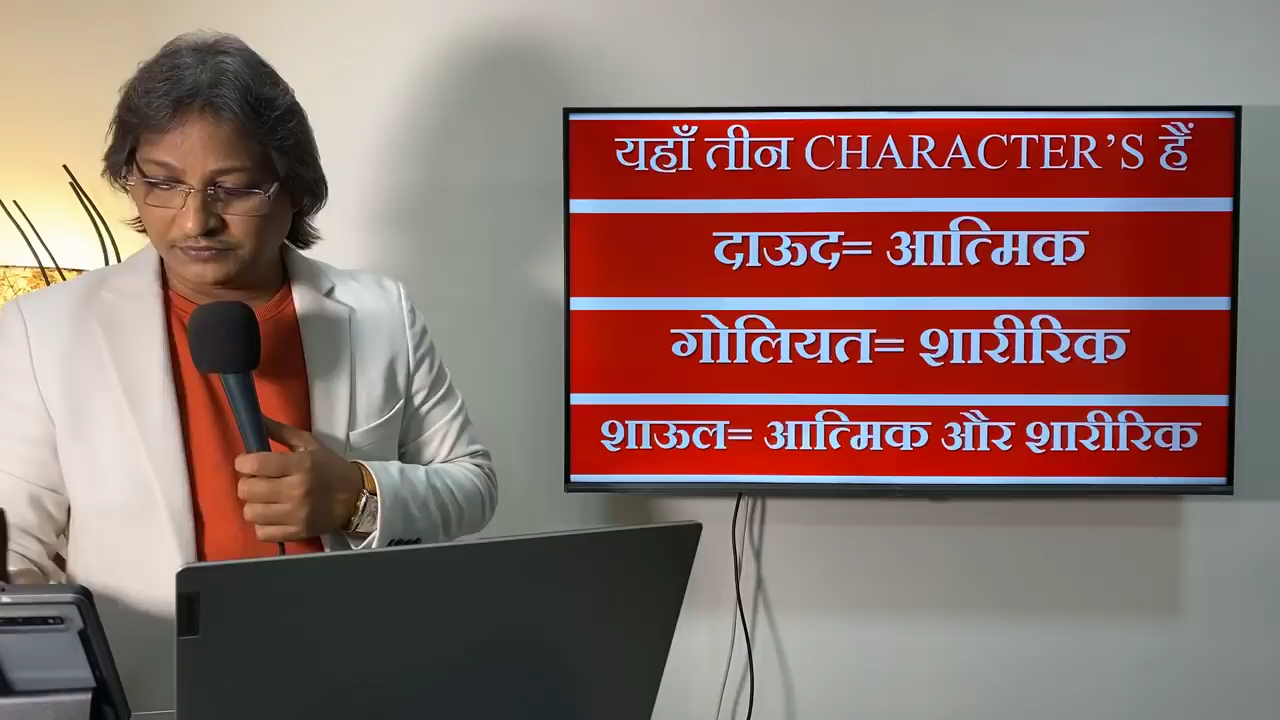 यहाँ तीन CHARACTER’S हैं
दाऊद= आत्मिक
गोलियत= शारीरिक
शाऊल= आत्मिक और शारीरिक